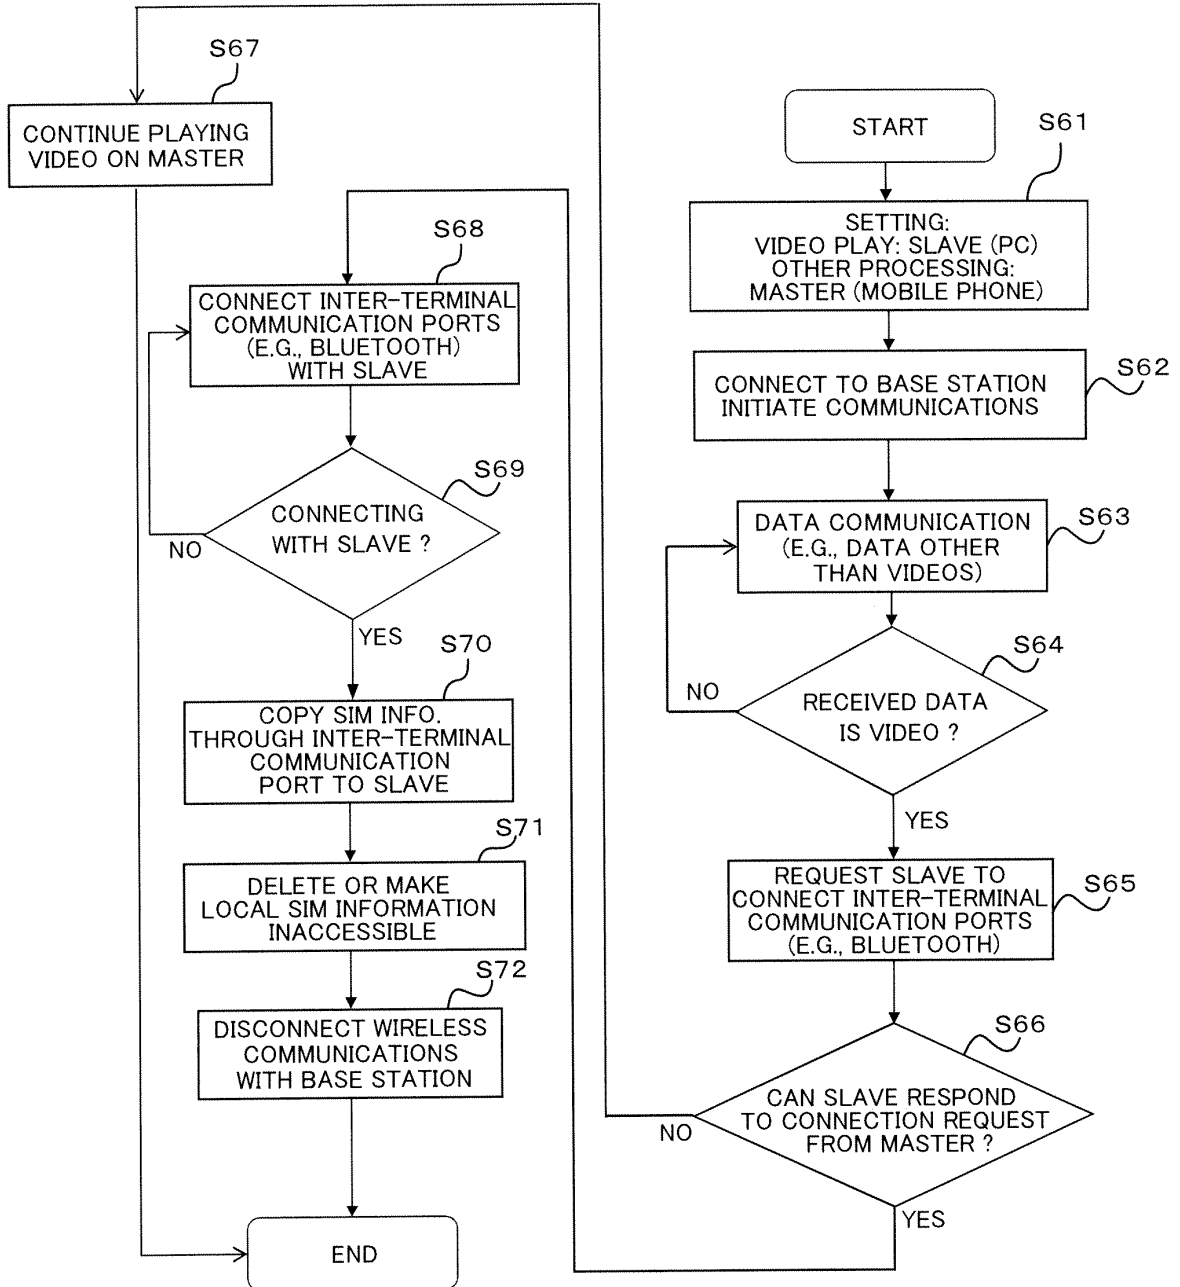 START
S61
SETTING:
VIDEO PLAY: SLAVE (PC)
OTHER PROCESSING:
MASTER (MOBILE PHONE)
S62
CONNECT TO BASE STATION
INITIATE COMMUNICATIONS
S63
DATA COMMUNICATION
(E.G., DATA OTHER
THAN VIDEOS)
S64
RECEIVED DATA
IS VIDEO ?
NO
YES
S65
REQUEST SLAVE TO
CONNECT INTER-TERMINAL
COMMUNICATION PORTS
(E.G., BLUETOOTH)
S66
CAN SLAVE RESPOND
TO CONNECTION REQUEST
FROM MASTER ?
NO
YES
S67
CONTINUE PLAYING
VIDEO ON MASTER
S68
CONNECT INTER-TERMINAL
COMMUNICATION PORTS
(E.G., BLUETOOTH)
WITH SLAVE
S69
CONNECTING
WITH SLAVE ?
NO
YES
S70
COPY SIM INFO.
THROUGH INTER-TERMINAL
COMMUNICATION
PORT TO SLAVE
S71
DELETE OR MAKE
LOCAL SIM INFORMATION
INACCESSIBLE
S72
DISCONNECT WIRELESS
COMMUNICATIONS
WITH BASE STATION
END